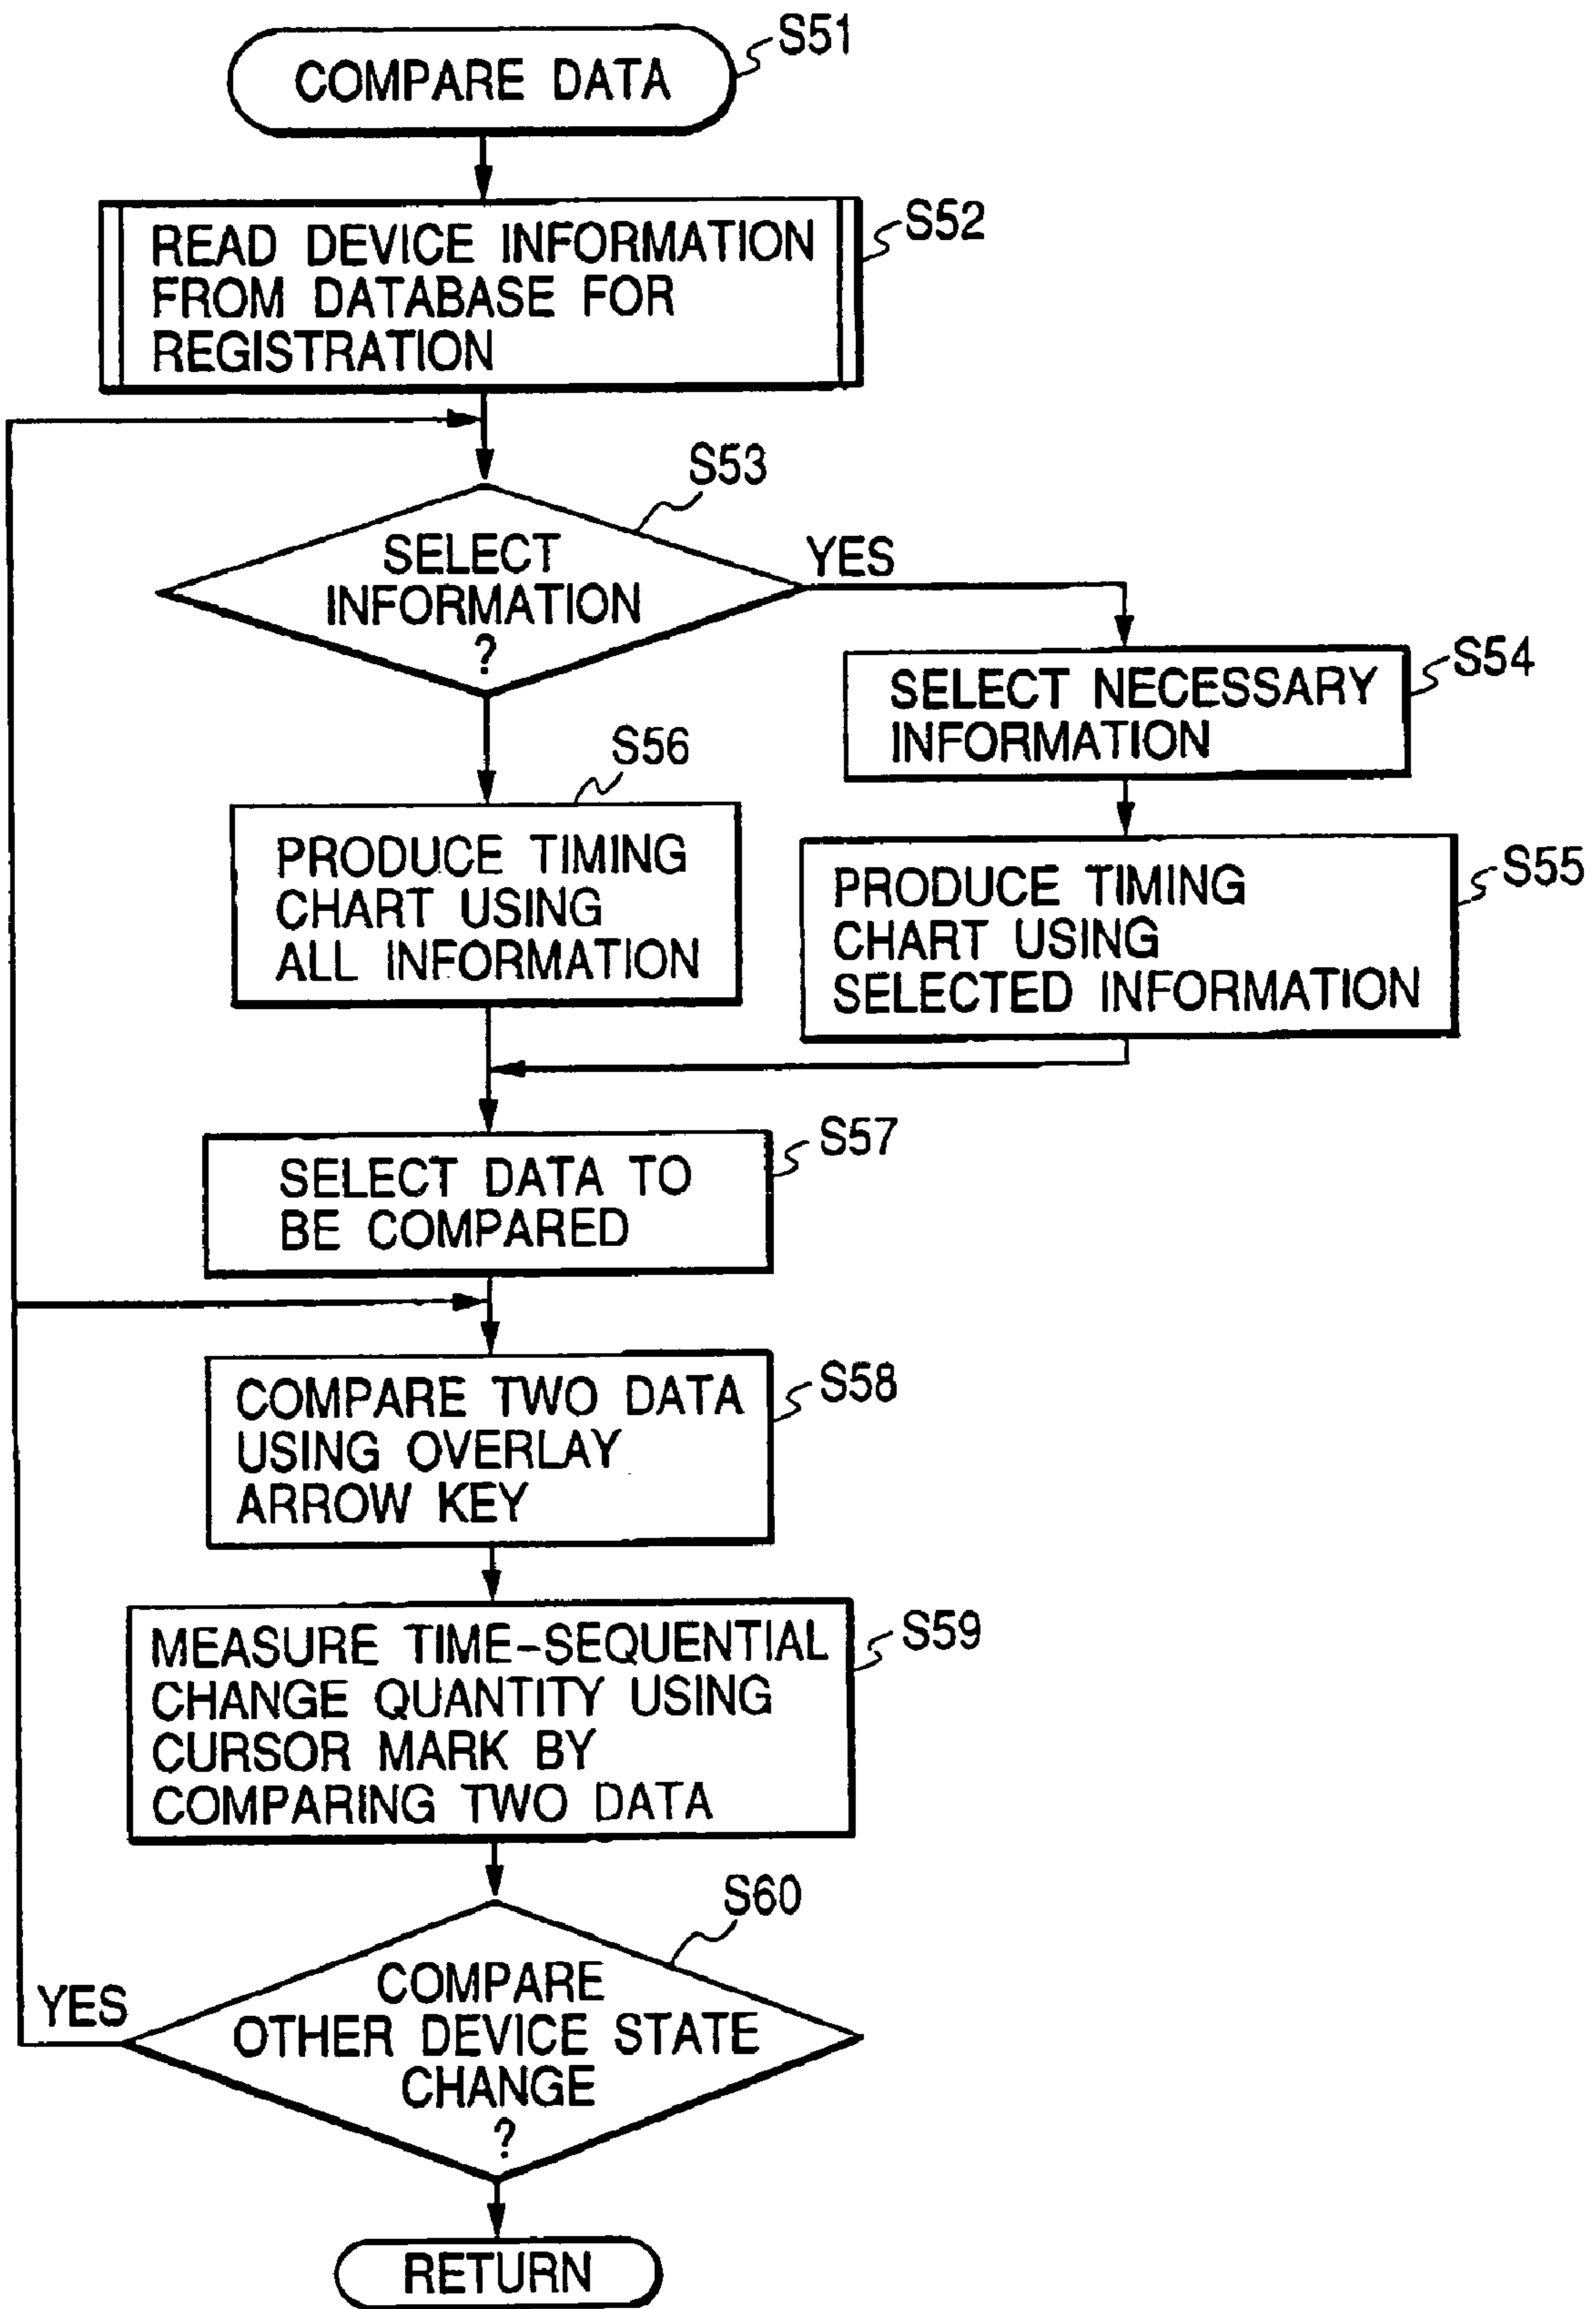 COMPARE DATA
S51
READ DEVICE INFORMATION
FROM DATABASE FOR
REGISTRATION
S52
SELECT
INFORMATION
?
S53
YES
SELECT NECESSARY
INFORMATION
S54
PRODUCE TIMING
CHART USING
SELECTED INFORMATION
S55
PRODUCE TIMING
CHART USING
ALL INFORMATION
S56
SELECT DATA TO
BE COMPARED
S57
COMPARE TWO DATA
USING OVERLAY
ARROW KEY
S58
MEASURE TIME-SEQUENTIAL
CHANGE QUANTITY USING
CURSOR MARK BY
COMPARING TWO DATA
S59
COMPARE
OTHER DEVICE STATE
CHANGE
?
S60
YES
RETURN